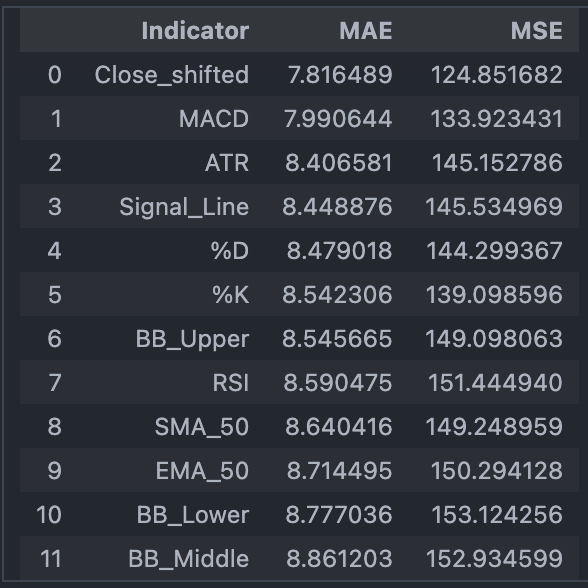 Indicator MAE MSE
0 Close_shifted 7.816489 124.851682
1 MACD 7.990644 133.923431
2 ATR 8.406581 145.152786
3 Signal_Line 8.448876 145.534969
4 %D 8.479018 144.299367
5 %K 8.542306 139.098596
6 BB_Upper 8.545665 149.098063
7 RSI 8.590475 151.444940
8 SMA_50 8.640416 149.248959
9 EMA_50 8.714495 150.294128
10 BB_Lower 8.777036 153.124256
11 BB_Middle 8.861203 152.934599